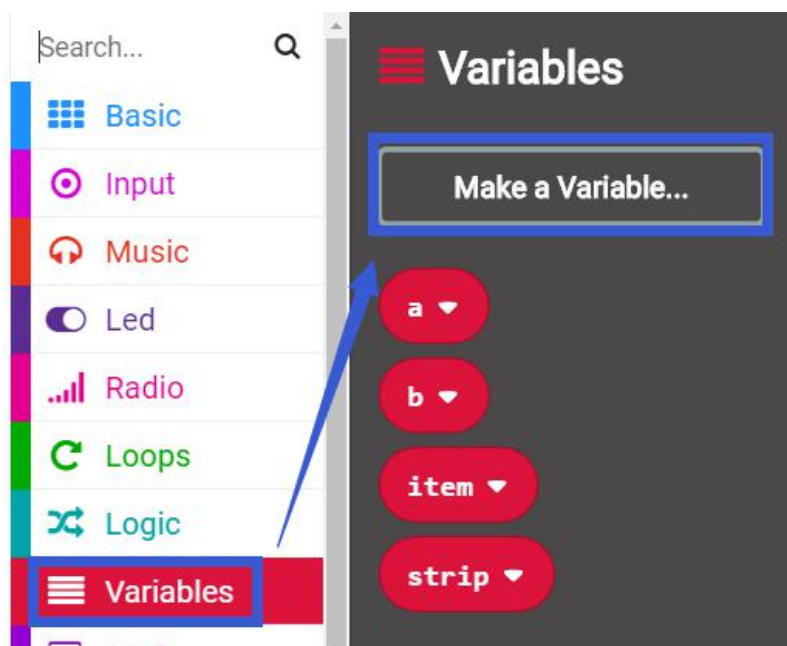 Search...
Basic
Input
Music
Led
Radio
Loops
Logic
Variables
Variables
Make a Variable...
a
b
item
strip